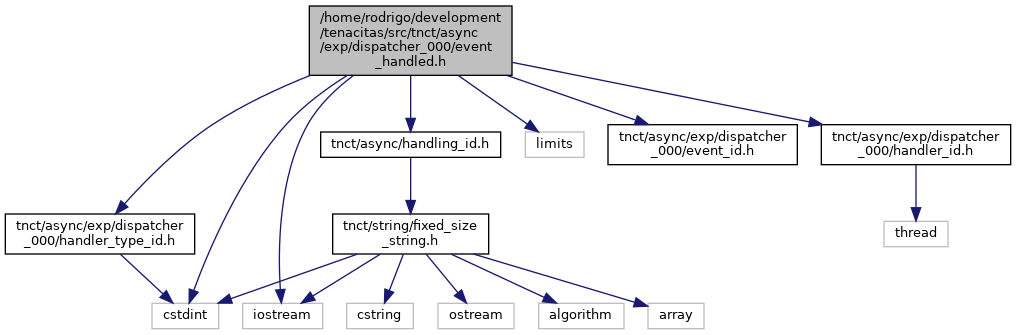 /home/rodrigo/development
/tenacitas/src/tnct/async
/exp/dispatcher_000/event
_handled.h
tnct/async/handling_id.h
limits
tnct/async/exp/dispatcher
_000/event_id.h
tnct/async/exp/dispatcher
_000/handler_id.h
tnct/async/exp/dispatcher
_000/handler_type_id.h
tnct/string/fixed_size
_string.h
thread
cstdint
iostream
cstring
ostream
algorithm
array